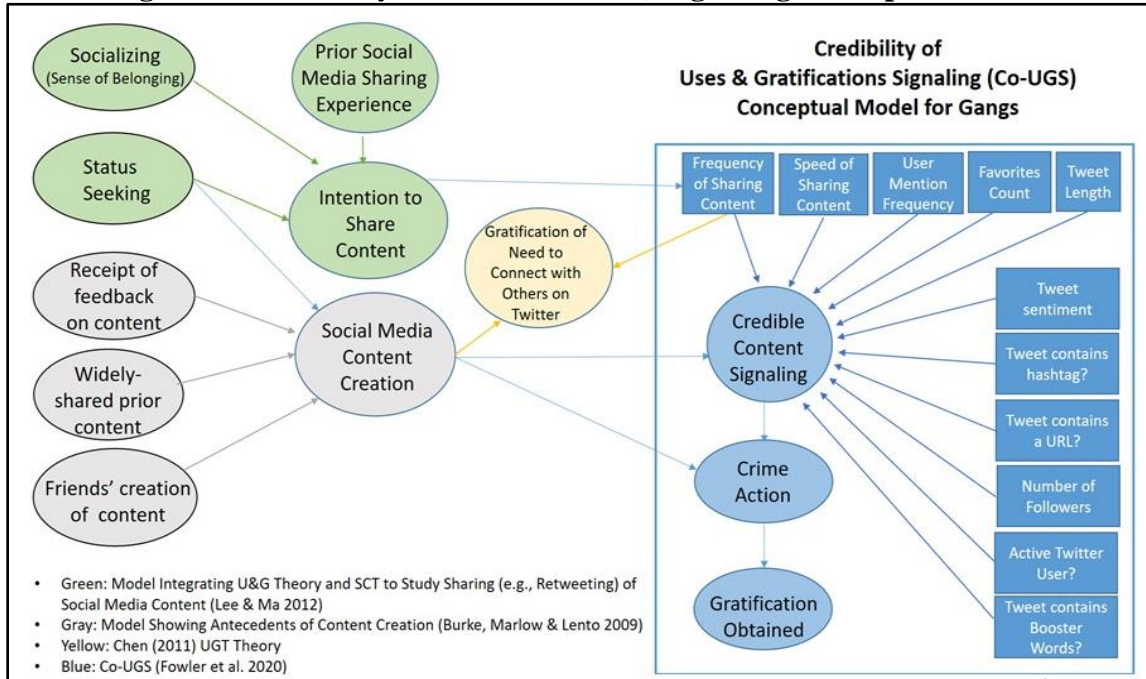 Credibility of
Uses & Gratifications Signaling (Co-UGS)
Conceptual Model for Gangs
Socializing
(Sense of Belonging)
Prior Social
Media Sharing
Experience
Status
Seeking
Intention to
Share
Content
Receipt of
feedback
on content
Widely-
shared prior
content
Friends’ creation
of content
Social Media
Content
Creation
Gratification of
Need to
Connect with
Others on
Twitter
Frequency
of Sharing
Content
Speed of
Sharing
Content
User
Mention
Frequency
Favorites
Count
Tweet
Length
Credible
Content
Signaling
Crime
Action
Gratification
Obtained
Tweet
sentiment
Tweet contains
hashtag?
Tweet contains
a URL?
Number of
Followers
Active Twitter
User?
Tweet contains
Booster
Words?
• Green: Model Integrating U&G Theory and SCT to Study Sharing (e.g., Retweeting) of
Social Media Content (Lee & Ma 2012)
• Gray: Model Showing Antecedents of Content Creation (Burke, Marlow & Lento 2009)
• Yellow: Chen (2011) UGT Theory
• Blue: Co-UGS (Fowler et al. 2020)